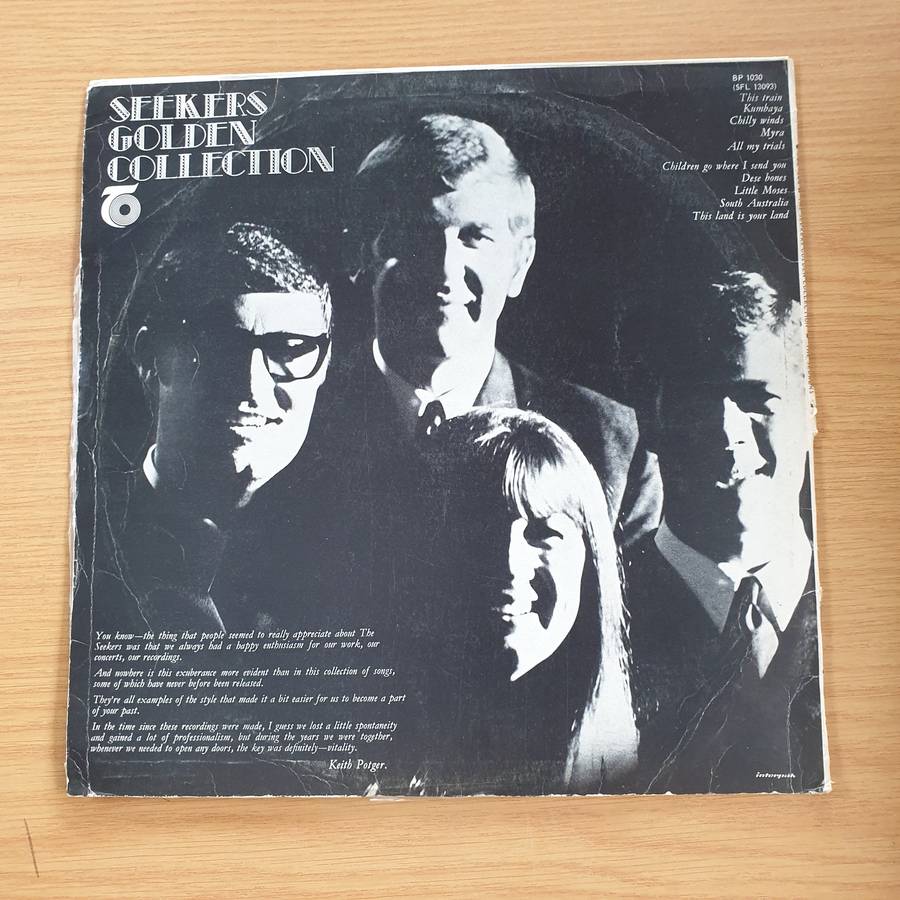 SEEKERS
GOLDEN
COLLECTION
BP 1030
(SFL 13093)
This train
Kumbaya
Chilly winds
Myra
All my trials
Children go where I send you
Dese bones
Little Moses
South Australia
This land is your land
You know—the thing that people seemed to really appreciate about The
Seekers was that we always had a happy enthusiasm for our work, our
concerts, our recordings.
And nowhere is this exuberance more evident than in this collection of songs,
some of which have never before been released.
They're all examples of the style that made it a bit easier for us to become a part
of your past.
In the time since these recordings were made, I guess we lost a little spontaneity
and gained a lot of professionalism, but during the years we were together,
whenever we needed to open any doors, the key was definitely—vitality.
Keith Potger.